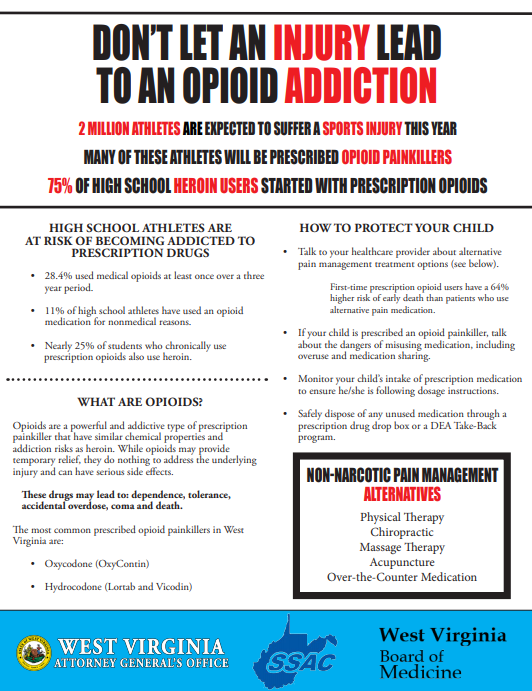 DON'T LET AN INJURY LEAD
TO AN OPIOID ADDICTION
2 MILLION ATHLETES ARE EXPECTED TO SUFFER A SPORTS INJURY THIS YEAR
MANY OF THESE ATHLETES WILL BE PRESCRIBED OPIOID PAINKILLERS
75% OF HIGH SCHOOL HEROIN USERS STARTED WITH PRESCRIPTION OPIOIDS
HIGH SCHOOL ATHLETES ARE
AT RISK OF BECOMING ADDICTED TO
PRESCRIPTION DRUGS
• 28.4% used medical opioids at least once over a three
year period.
• 11% of high school athletes have used an opioid
medication for nonmedical reasons.
• Nearly 25% of students who chronically use
prescription opioids also use heroin.
WHAT ARE OPIOIDS?
Opioids are a powerful and addictive type of prescription
painkiller that have similar chemical properties and
addiction risks as heroin. While opioids may provide
temporary relief, they do nothing to address the underlying
injury and can have serious side effects.
These drugs may lead to: dependence, tolerance,
accidental overdose, coma and death.
The most common prescribed opioid painkillers in West
Virginia are:
• Oxycodone (OxyContin)
• Hydrocodone (Lortab and Vicodin)
HOW TO PROTECT YOUR CHILD
• Talk to your healthcare provider about alternative
pain management treatment options (see below).
First-time prescription opioid users have a 64%
higher risk of early death than patients who use
alternative pain medication.
• If your child is prescribed an opioid painkiller, talk
about the dangers of misusing medication, including
overuse and medication sharing.
• Monitor your child's intake of prescription medication
to ensure he/she is following dosage instructions.
• Safely dispose of any unused medication through a
prescription drug drop box or a DEA Take-Back
program.
NON-NARCOTIC PAIN MANAGEMENT
ALTERNATIVES
Physical Therapy
Chiropractic
Massage Therapy
Acupuncture
Over-the-Counter Medication
WEST VIRGINIA
ATTORNEY GENERAL'S OFFICE
SSAC
West Virginia
Board of
Medicine